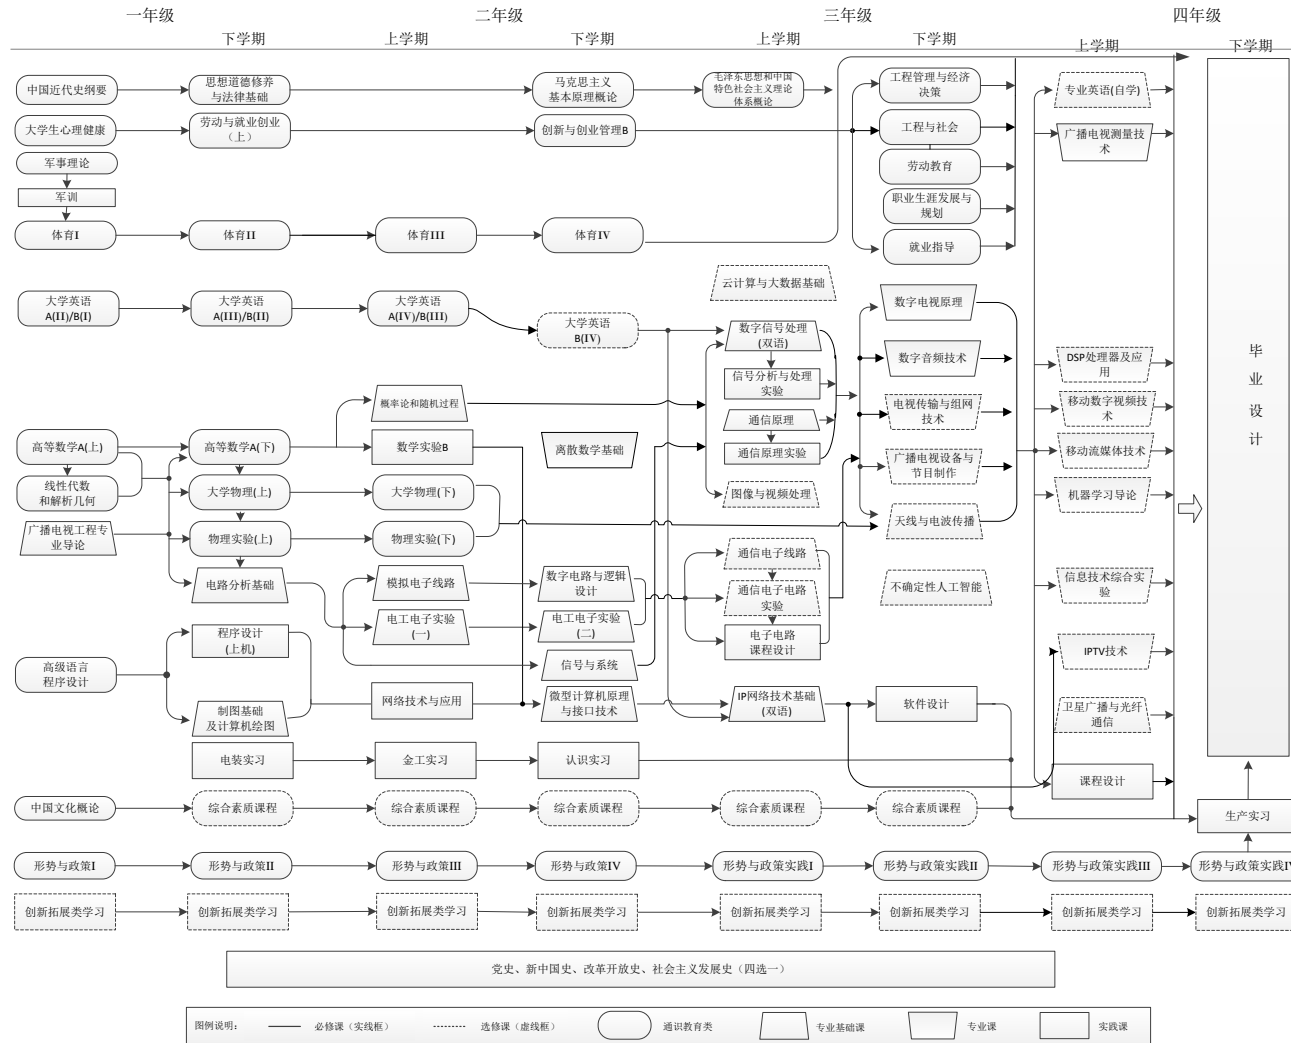 一年级
二年级
三年级
四年级
下学期
上学期
下学期
上学期
下学期
上学期
下学期
中国近代史纲要
思想道德修养
与法律基础
马克思主义
基本原理概论
毛泽东思想和中国
特色社会主义理论
体系概论
工程管理与经济
决策
专业英语(自学)
大学生心理健康
劳动与就业创业
（上）
创新与创业管理B
工程与社会
广播电视测量技
术
军事理论
劳动教育
军训
职业生涯发展与
规划
体育I
体育II
体育III
体育IV
就业指导
云计算与大数据基础
大学英语
A(II)/B(I)
大学英语
A(III)/B(II)
大学英语
A(IV)/B(III)
大学英语
B(IV)
数字信号处理
(双语)
数字电视原理
数字音频技术
DSP处理器及应
用
信号分析与处理
实验
概率论和随机过程
通信原理
电视传输与组网
技术
移动数字视频技
术
高等数学A(上)
高等数学A(下)
数学实验B
离散数学基础
通信原理实验
广播电视设备与
节目制作
移动流媒体技术
线性代数
和解析几何
大学物理(上)
大学物理(下)
图像与视频处理
机器学习导论
广播电视工程专
业导论
物理实验(上)
物理实验(下)
天线与电波传播
通信电子线路
电路分析基础
模拟电子线路
数字电路与逻辑
设计
通信电子电路
实验
不确定性人工智能
信息技术综合实
验
电工电子实验
(一)
电工电子实验
(二)
电子电路
课程设计
程序设计
(上机)
高级语言
程序设计
信号与系统
IPTV技术
制图基础
及计算机绘图
网络技术与应用
微型计算机原理
与接口技术
IP网络技术基础
(双语)
软件设计
卫星广播与光纤
通信
电装实习
金工实习
认识实习
课程设计
中国文化概论
综合素质课程
综合素质课程
综合素质课程
综合素质课程
综合素质课程
生产实习
毕
业
设
计
形势与政策I
形势与政策II
形势与政策III
形势与政策IV
形势与政策实践I
形势与政策实践II
形势与政策实践III
形势与政策实践IV
创新拓展类学习
创新拓展类学习
创新拓展类学习
创新拓展类学习
创新拓展类学习
创新拓展类学习
创新拓展类学习
创新拓展类学习
党史、新中国史、改革开放史、社会主义发展史（四选一）
图例说明：
必修课（实线框）
选修课（虚线框）
通识教育类
专业基础课
专业课
实践课